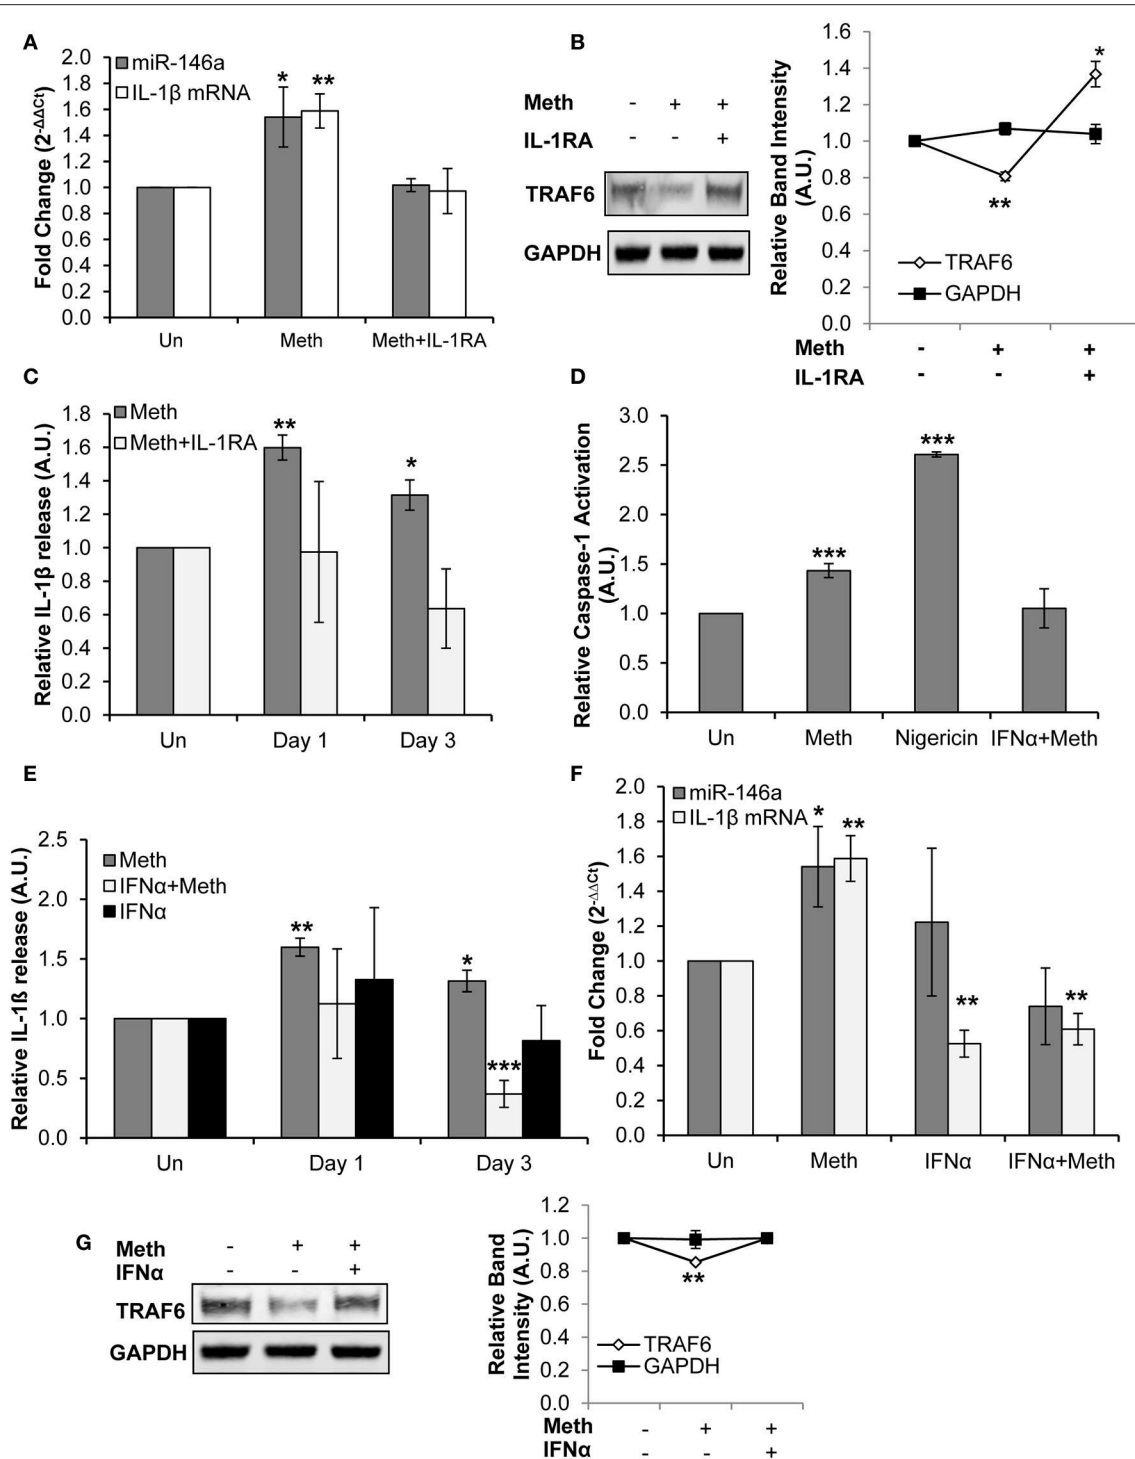 A
2.0
1.8
1.6
1.4
1.2
1.0
0.8
0.6
0.4
0.2
0.0
Fold Change (2-ΔΔCt)
miR-146a
IL-1β mRNA
* **
Un Meth Meth+IL-1RA
B
Meth - + +
IL-1RA - - +
TRAF6
GAPDH
1.6
1.4
1.2
1.0
0.8
0.6
0.4
0.2
0.0
Relative Band Intensity
(A.U.)
*
**
TRAF6
GAPDH
Meth - + +
IL-1RA - - +
C
1.8
1.6
1.4
1.2
1.0
0.8
0.6
0.4
0.2
0.0
Relative IL-1β release (A.U.)
Meth
Meth+IL-1RA
**
*
Un Day 1 Day 3
D
3.0
2.5
2.0
1.5
1.0
0.5
0.0
Relative Caspase-1 Activation
(A.U.)
***
***
Un Meth Nigericin IFNα+Meth
E
2.5
2.0
1.5
1.0
0.5
0.0
Relative IL-1ß release (A.U.)
Meth
IFNα+Meth
IFNα
**
*
***
Un Day 1 Day 3
F
2.0
1.8
1.6
1.4
1.2
1.0
0.8
0.6
0.4
0.2
0.0
Fold Change (2-ΔΔCt)
miR-146a
IL-1β mRNA
* **
** **
Un Meth IFNα IFNα+Meth
G
Meth - + +
IFNα - - +
TRAF6
GAPDH
1.2
1.0
0.8
0.6
0.4
0.2
0.0
Relative Band
Intensity (A.U.)
**
TRAF6
GAPDH
Meth - + +
IFNα - - +